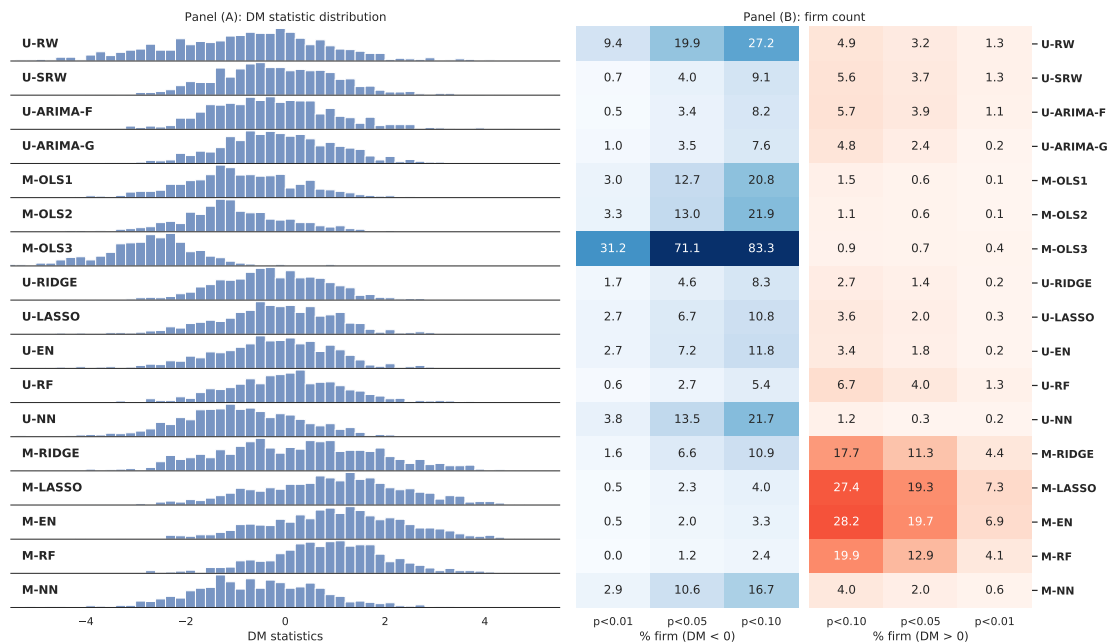 Panel (A): DM statistic distribution
Panel (B): firm count
U-RW 9.4 19.9 27.2 4.9 3.2 1.3 U-RW
U-SRW 0.7 4.0 9.1 5.6 3.7 1.3 U-SRW
U-ARIMA-F 0.5 3.4 8.2 5.7 3.9 1.1 U-ARIMA-F
U-ARIMA-G 1.0 3.5 7.6 4.8 2.4 0.2 U-ARIMA-G
M-OLS1 3.0 12.7 20.8 1.5 0.6 0.1 M-OLS1
M-OLS2 3.3 13.0 21.9 1.1 0.6 0.1 M-OLS2
M-OLS3 31.2 71.1 83.3 0.9 0.7 0.4 M-OLS3
U-RIDGE 1.7 4.6 8.3 2.7 1.4 0.2 U-RIDGE
U-LASSO 2.7 6.7 10.8 3.6 2.0 0.3 U-LASSO
U-EN 2.7 7.2 11.8 3.4 1.8 0.2 U-EN
U-RF 0.6 2.7 5.4 6.7 4.0 1.3 U-RF
U-NN 3.8 13.5 21.7 1.2 0.3 0.2 U-NN
M-RIDGE 1.6 6.6 10.9 17.7 11.3 4.4 M-RIDGE
M-LASSO 0.5 2.3 4.0 27.4 19.3 7.3 M-LASSO
M-EN 0.5 2.0 3.3 28.2 19.7 6.9 M-EN
M-RF 0.0 1.2 2.4 19.9 12.9 4.1 M-RF
M-NN 2.9 10.6 16.7 4.0 2.0 0.6 M-NN
−4 −2 0 2 4 p<0.01 p<0.05 p<0.10 p<0.10 p<0.05 p<0.01
DM statistics % firm (DM < 0) % firm (DM > 0)